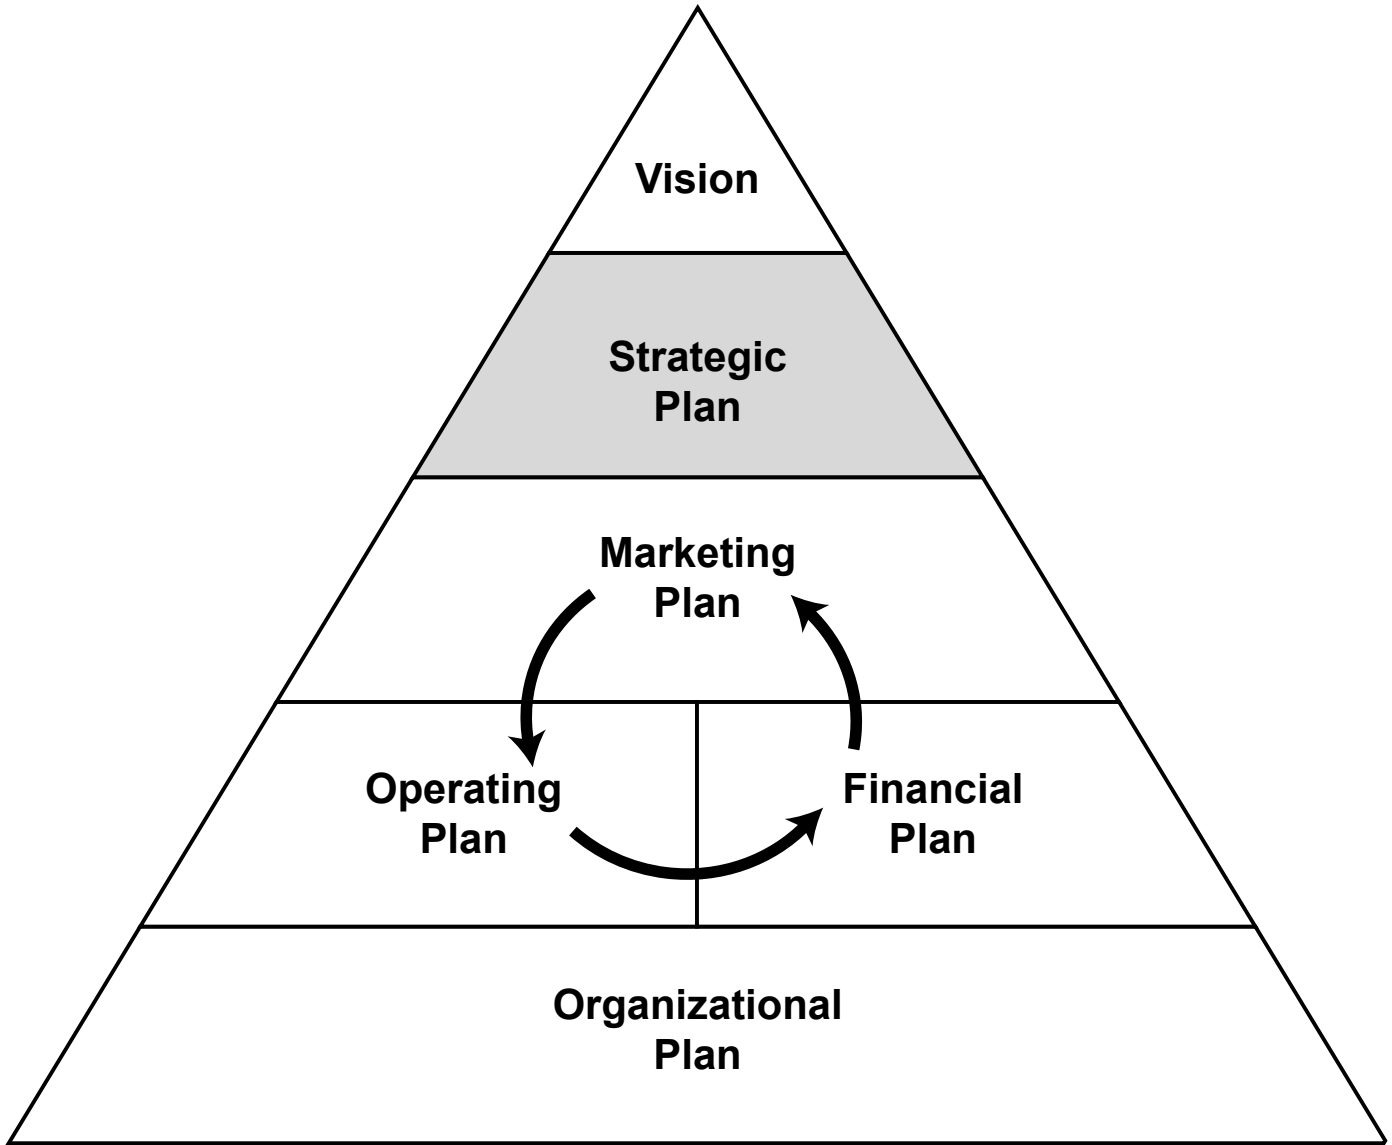 Vision
Strategic
Plan
Marketing
Plan
Operating
Plan
Financial
Plan
Organizational
Plan